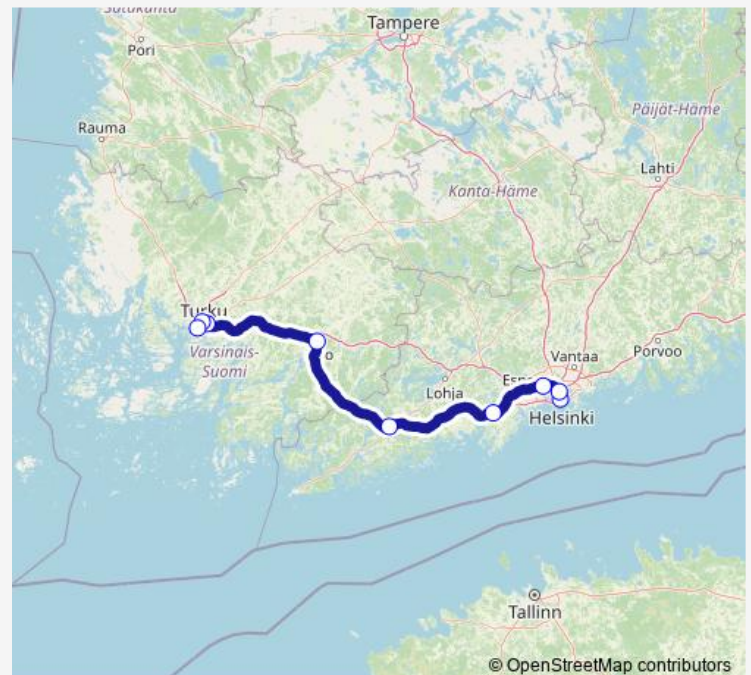 Satakunta
Tampere
Pori
Rauma
Päijät-Häme
Lahti
Kanta-Häme
Turku
Varsinais-
Suomi
Vantaa
Porvoo
Lohja
Espoo
Helsinki
Tallinn
© OpenStreetMap contributors